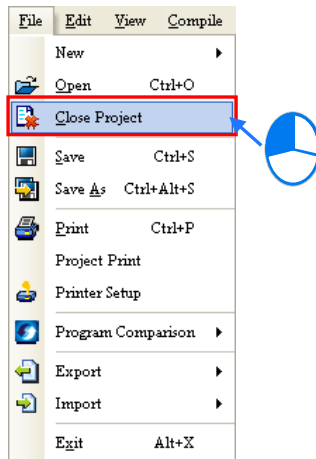 File Edit View Compile
New
Open Ctrl+O
Close Project
Save Ctrl+S
Save As Ctrl+Alt+S
Print Ctrl+P
Project Print
Printer Setup
Program Comparison
Export
Import
Exit Alt+X